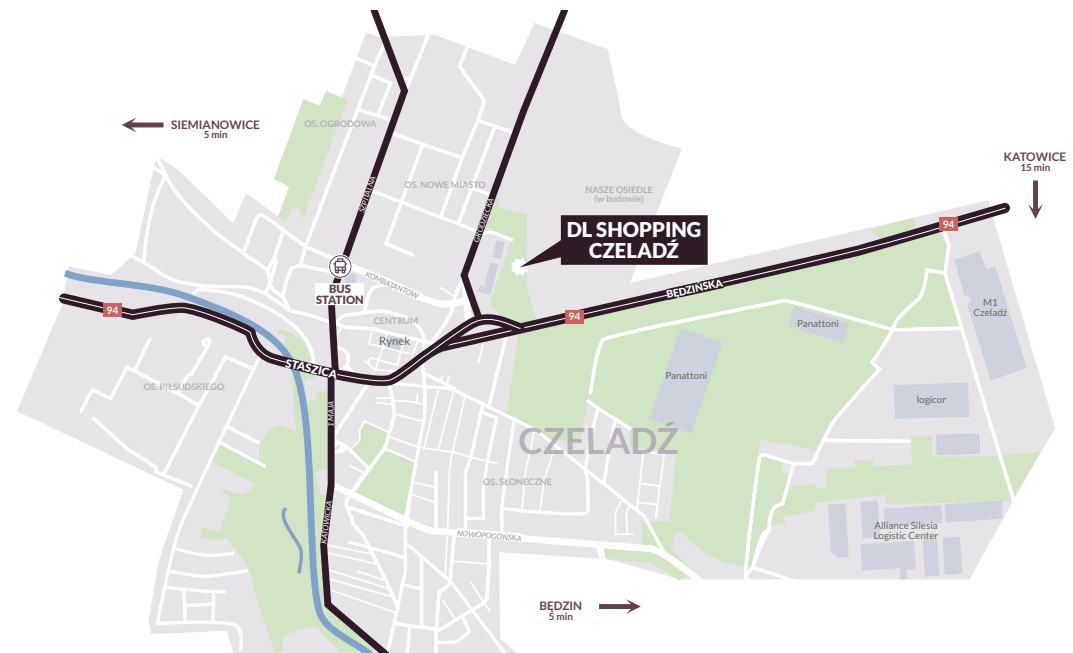 OS. OGRODOWA
SIEMIANOWICE
5 min
KATOWICE
15 min
OS. NOWE MIASTO
NASZE OSIEDLE
(w budowie)
SZPITALNA
GRODZIECKA
DL SHOPPING
CZELADŹ
94
BUS
STATION
KOMBATANTÓW
BĘDZIŃSKA
94
94
CENTRUM
Rynek
M1
Czeladź
Panattoni
STASZICA
OS. PIŁSUDSKIEGO
Panattoni
logicor
1 MAJA
CZELADŹ
OS. SŁONECZNE
KATOWICKA
NOWOPOGOŃSKA
Alliance Silesia
Logistic Center
BĘDZIN
5 min